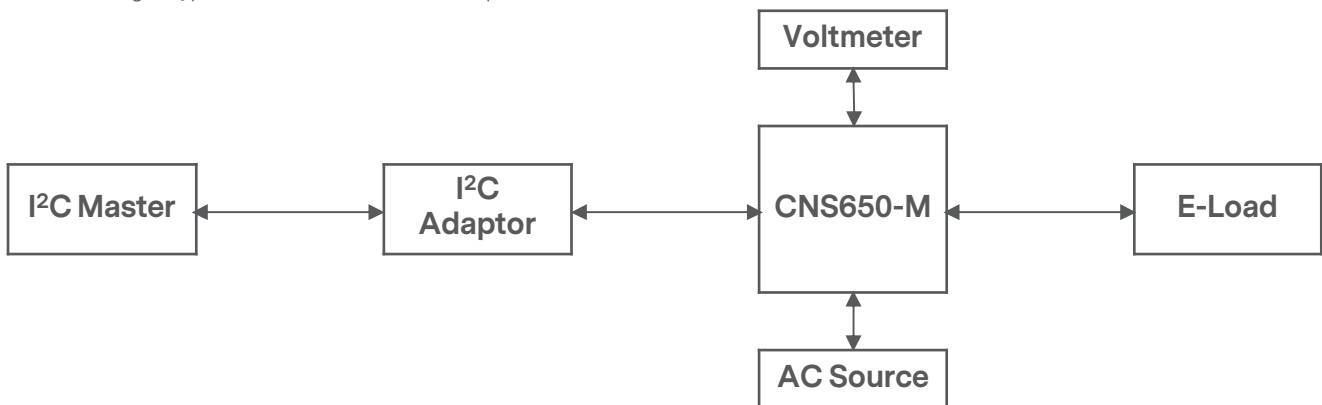 Voltmeter
I²C Master
I²C
Adaptor
CNS650-M
E-Load
AC Source